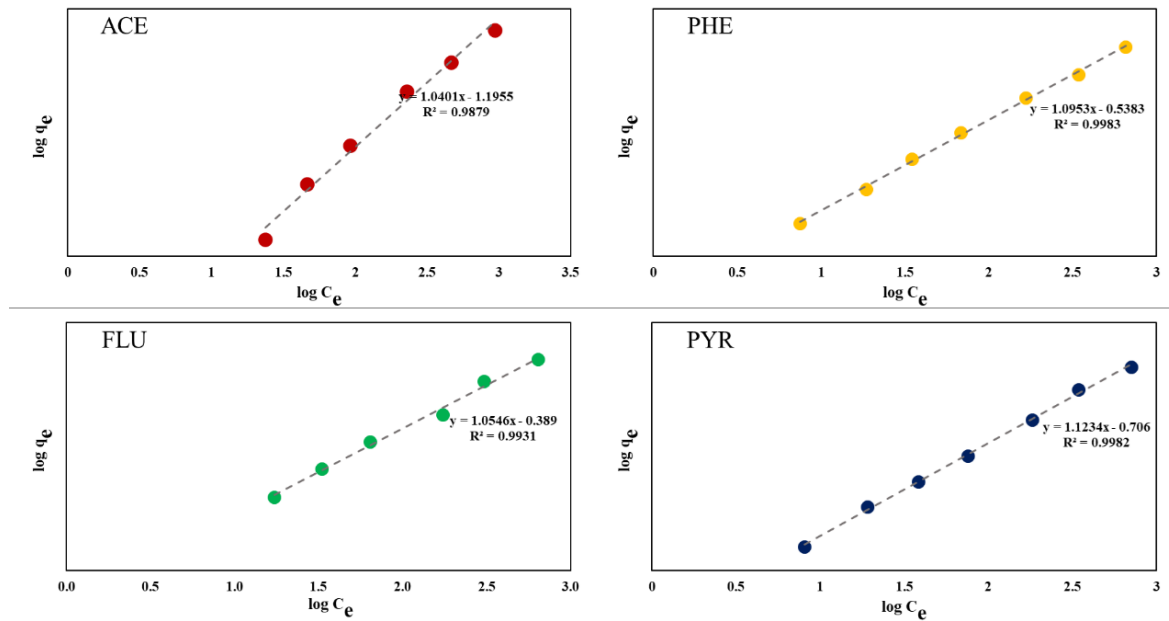 ACE
log qe
y = 1.0401x - 1.1955
R² = 0.9879
0 0.5 1 1.5 2 2.5 3 3.5
log Ce
PHE
log qe
y = 1.0953x - 0.5383
R² = 0.9983
0 0.5 1 1.5 2 2.5 3
log Ce
FLU
log qe
y = 1.0546x - 0.389
R² = 0.9931
0.0 0.5 1.0 1.5 2.0 2.5 3.0
log Ce
PYR
log qe
y = 1.1234x - 0.706
R² = 0.9982
0 0.5 1 1.5 2 2.5 3
log Ce